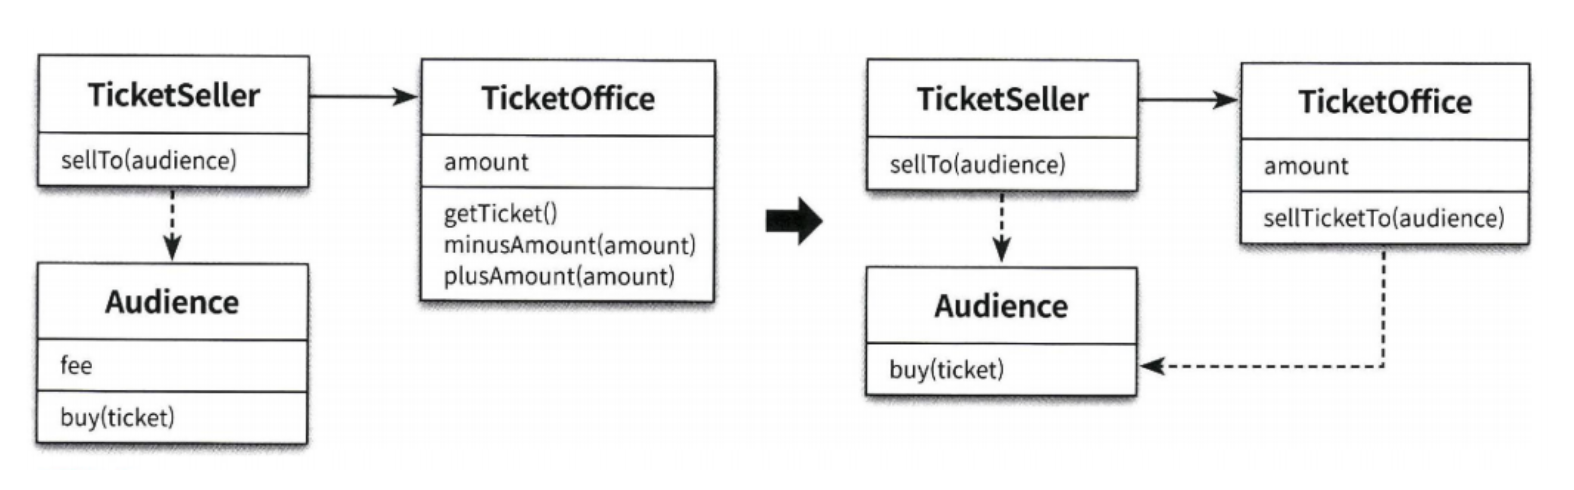 TicketSeller
sellTo(audience)
TicketOffice
amount
getTicket()
minusAmount(amount)
plusAmount(amount)
Audience
fee
buy(ticket)
TicketSeller
sellTo(audience)
TicketOffice
amount
sellTicketTo(audience)
Audience
buy(ticket)